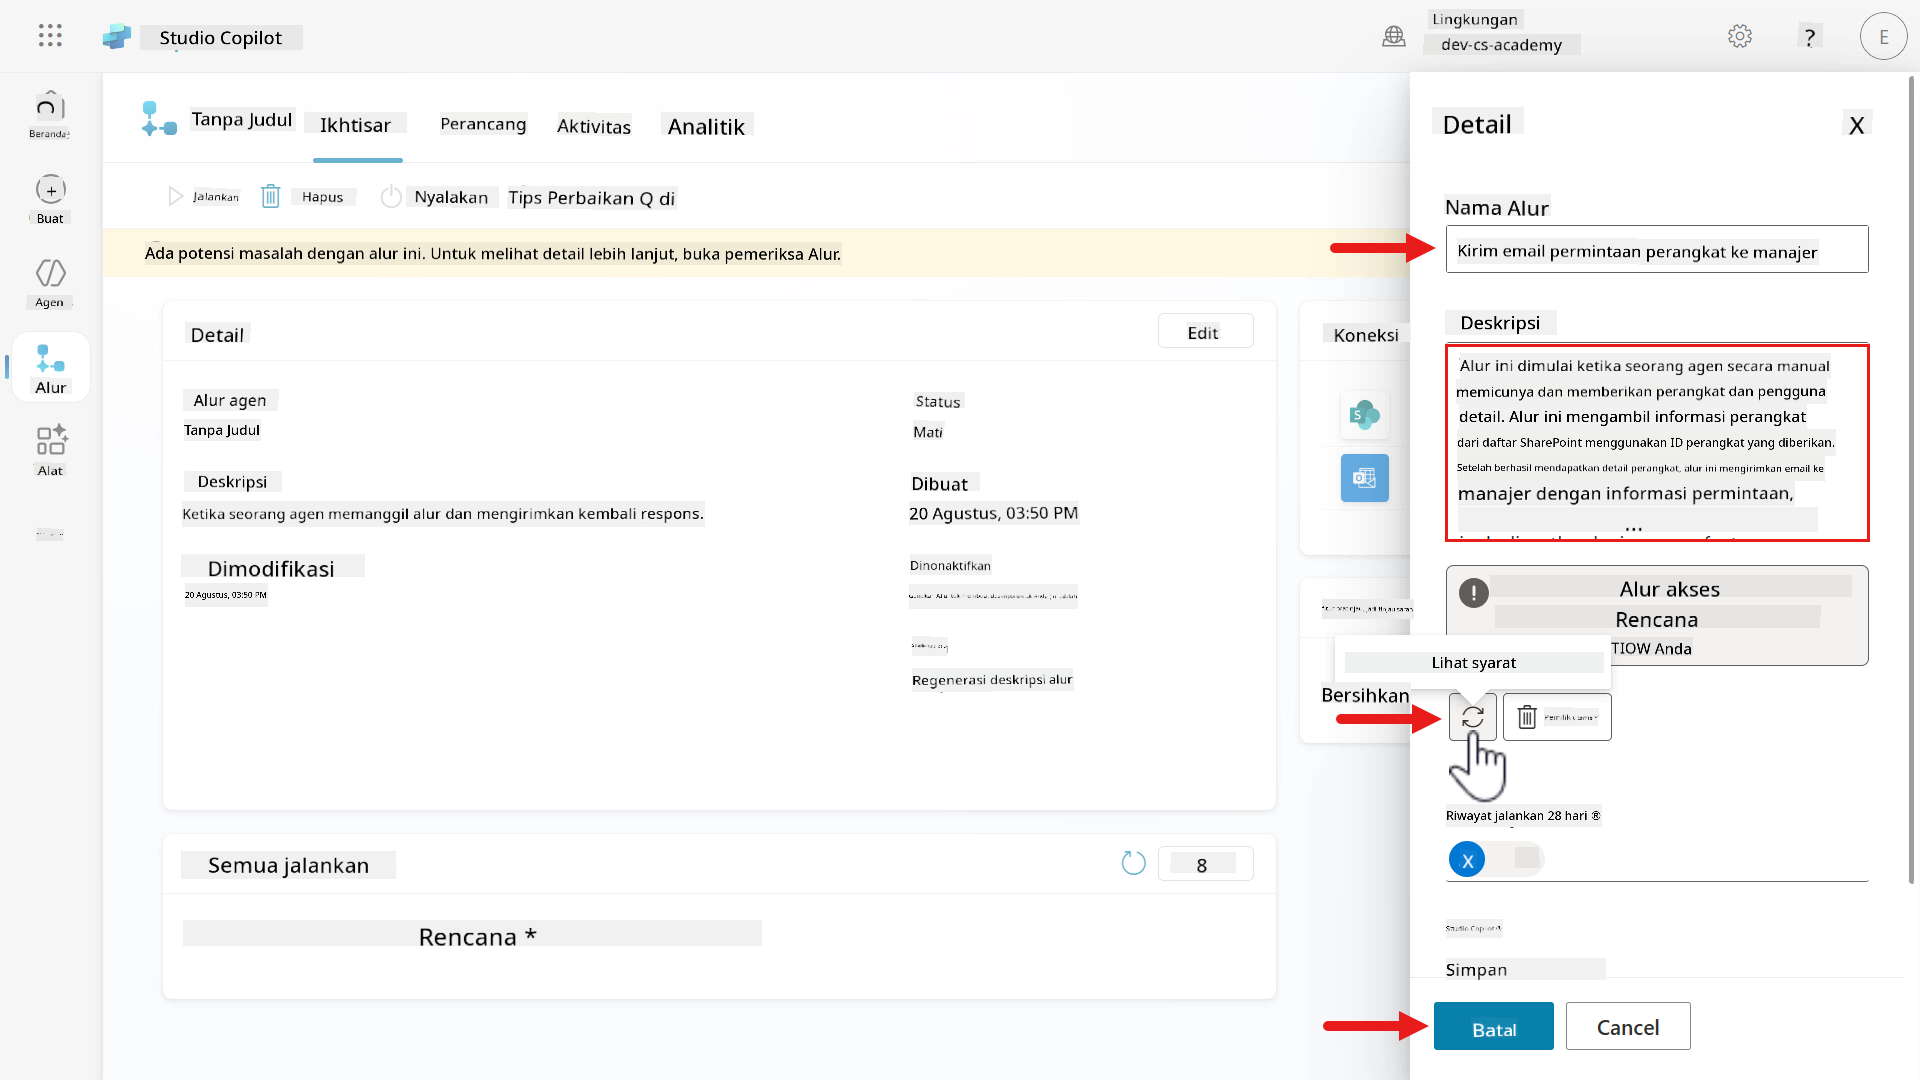 Studio Copilot
Lingkungan
dev-cs-academy
?
E
Beranda
Buat
Agen
Alur
Alat
Tanpa Judul
Ikhtisar
Perancang
Aktivitas
Analitik
Jalankan
Hapus
Nyalakan
Tips Perbaikan Q di
Ada potensi masalah dengan alur ini. Untuk melihat detail lebih lanjut, buka pemeriksa Alur.
Detail
Edit
Alur agen
Tanpa Judul
Status
Mati
Deskripsi
Ketika seorang agen memanggil alur dan mengirimkan kembali respons.
Dibuat
20 Agustus, 03:50 PM
Dimodifikasi
20 Agustus, 03:50 PM
Dinonaktifkan
Regenerasi deskripsi alur
Semua jalankan
8
Rencana *
Koneksi
Bersihkan
Detail
X
Nama Alur
Kirim email permintaan perangkat ke manajer
Deskripsi
Alur ini dimulai ketika seorang agen secara manual
memicunya dan memberikan perangkat dan pengguna
detail. Alur ini mengambil informasi perangkat
dari daftar SharePoint menggunakan ID perangkat yang diberikan.
Setelah berhasil mendapatkan detail perangkat, alur ini mengirimkan email ke
manajer dengan informasi permintaan,
...
Alur akses
Rencana
TIOW Anda
Lihat syarat
Pemilik utama *
Riwayat jalankan 28 hari ®
X
Studio Copilot
Simpan
Batal
Cancel